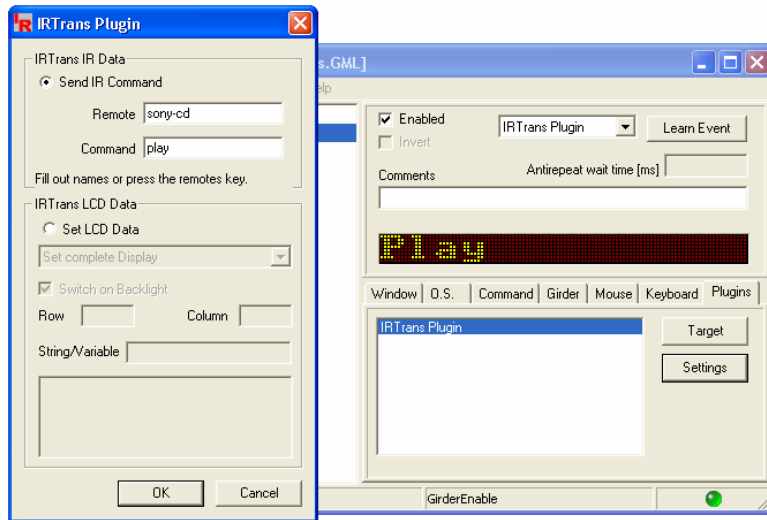 IRTrans Plugin
IRTrans IR Data
Send IR Command
Remote sony-cd
Command play
Fill out names or press the remotes key.
IRTrans LCD Data
Set LCD Data
Set complete Display
Switch on Backlight
Row Column
String/Variable
OK Cancel
s.GML]
elp
Enabled
IRTrans Plugin
Learn Event
Invert
Antirepeat wait time [ms]
Comments
Play
Window O.S. Command Girder Mouse Keyboard Plugins
IRTrans Plugin
Target
Settings
GirderEnable